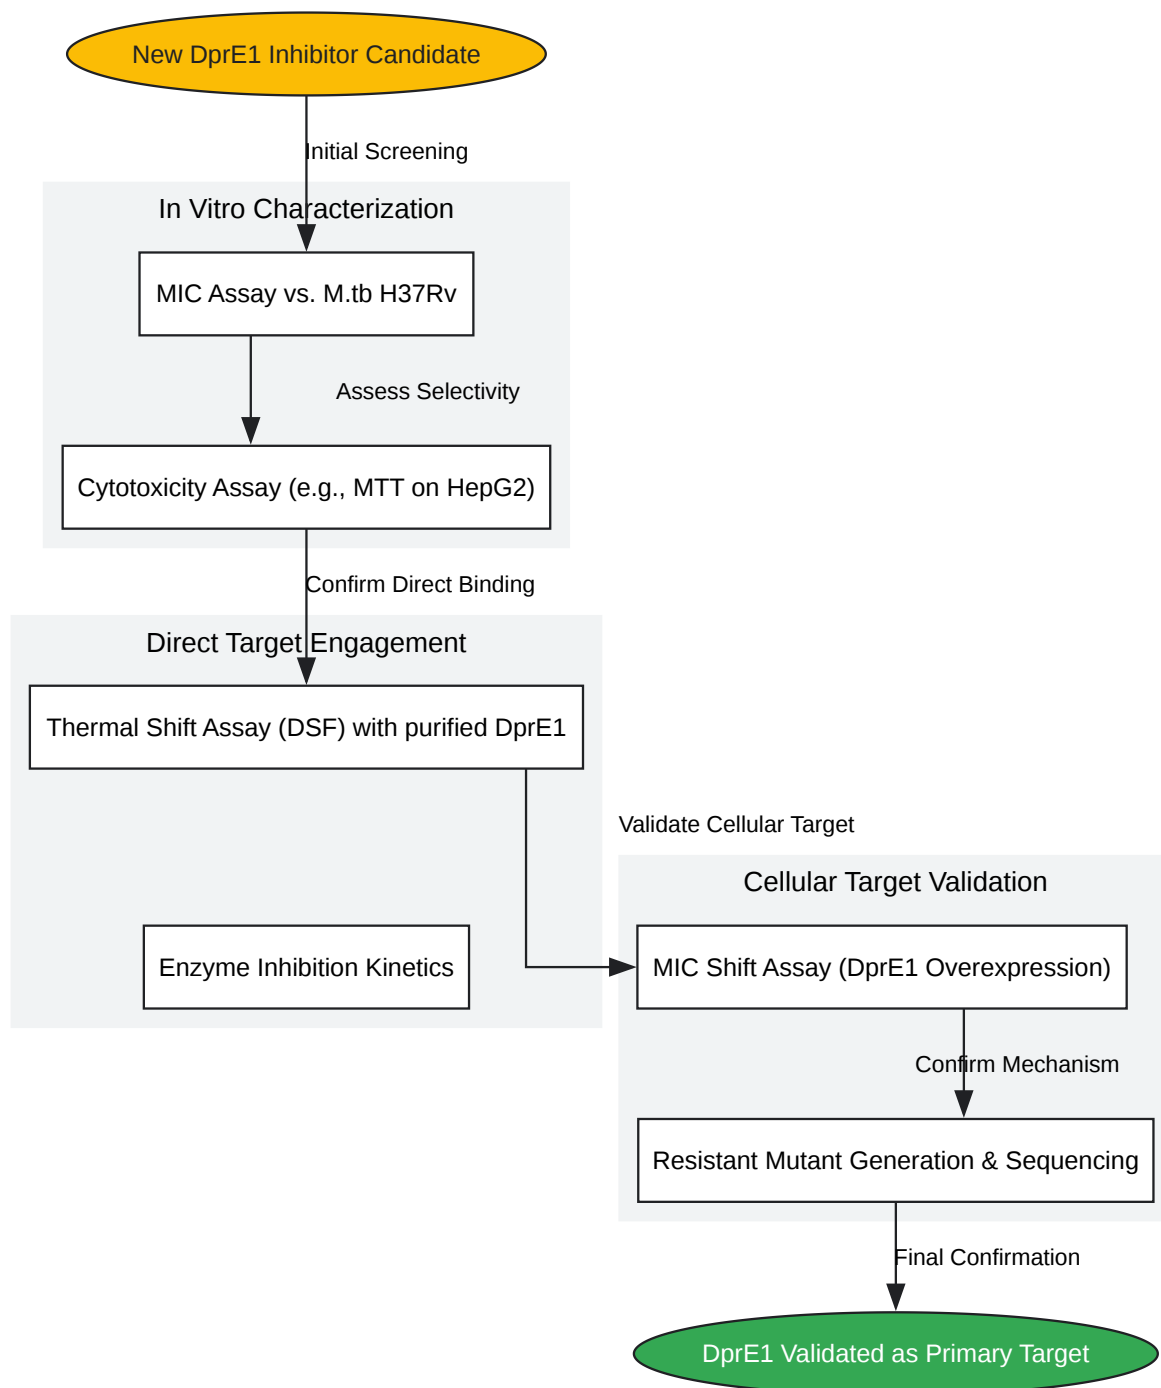 New DprE1 Inhibitor Candidate
Initial Screening
In Vitro Characterization
MIC Assay vs. M.tb H37Rv
Assess Selectivity
Cytotoxicity Assay (e.g., MTT on HepG2)
Confirm Direct Binding
Direct Target Engagement
Thermal Shift Assay (DSF) with purified DprE1
Validate Cellular Target
Cellular Target Validation
Enzyme Inhibition Kinetics
MIC Shift Assay (DprE1 Overexpression)
Confirm Mechanism
Resistant Mutant Generation & Sequencing
Final Confirmation
DprE1 Validated as Primary Target